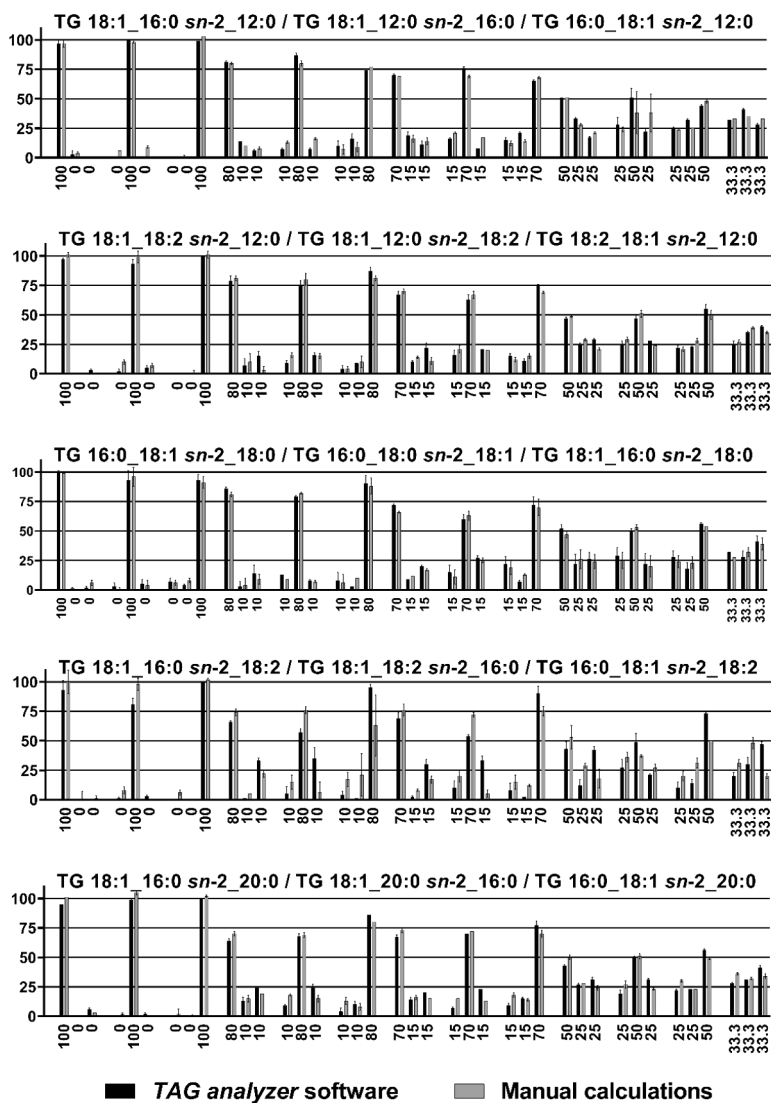 TG 18:1_16:0 sn-2_12:0 / TG 18:1_12:0 sn-2_16:0 / TG 16:0_18:1 sn-2_12:0
100
75
50
25
0
100 0 0 0 100 0 0 0 100 80 10 10 10 80 10 10 10 80 70 15 15 15 70 15 15 15 70 50 25 25 25 50 25 25 25 50 33.3 33.3 33.3
TG 18:1_18:2 sn-2_12:0 / TG 18:1_12:0 sn-2_18:2 / TG 18:2_18:1 sn-2_12:0
100
75
50
25
0
100 0 0 0 100 0 0 0 100 80 10 10 10 80 10 10 10 80 70 15 15 15 70 15 15 15 70 50 25 25 25 50 25 25 25 50 33.3 33.3 33.3
TG 16:0_18:1 sn-2_18:0 / TG 16:0_18:0 sn-2_18:1 / TG 18:1_16:0 sn-2_18:0
100
75
50
25
0
100 0 0 0 100 0 0 0 100 80 10 10 10 80 10 10 10 80 70 15 15 15 70 15 15 15 70 50 25 25 25 50 25 25 25 50 33.3 33.3 33.3
TG 18:1_16:0 sn-2_18:2 / TG 18:1_18:2 sn-2_16:0 / TG 16:0_18:1 sn-2_18:2
100
75
50
25
0
100 0 0 0 100 0 0 0 100 80 10 10 10 80 10 10 10 80 70 15 15 15 70 15 15 15 70 50 25 25 25 50 25 25 25 50 33.3 33.3 33.3
TG 18:1_16:0 sn-2_20:0 / TG 18:1_20:0 sn-2_16:0 / TG 16:0_18:1 sn-2_20:0
100
75
50
25
0
100 0 0 0 100 0 0 0 100 80 10 10 10 80 10 10 10 80 70 15 15 15 70 15 15 15 70 50 25 25 25 50 25 25 25 50 33.3 33.3 33.3
TAG analyzer software Manual calculations